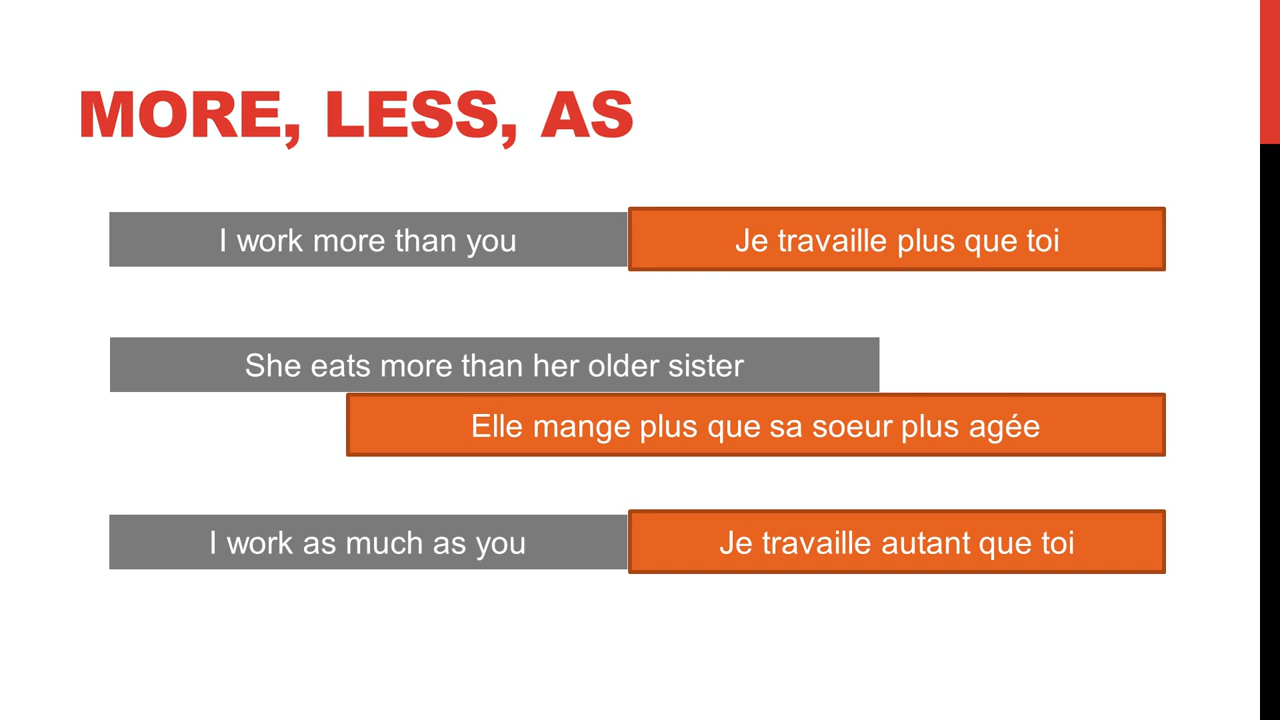 MORE, LESS, AS
I work more than you
Je travaille plus que toi
She eats more than her older sister
Elle mange plus que sa soeur plus agée
I work as much as you
Je travaille autant que toi